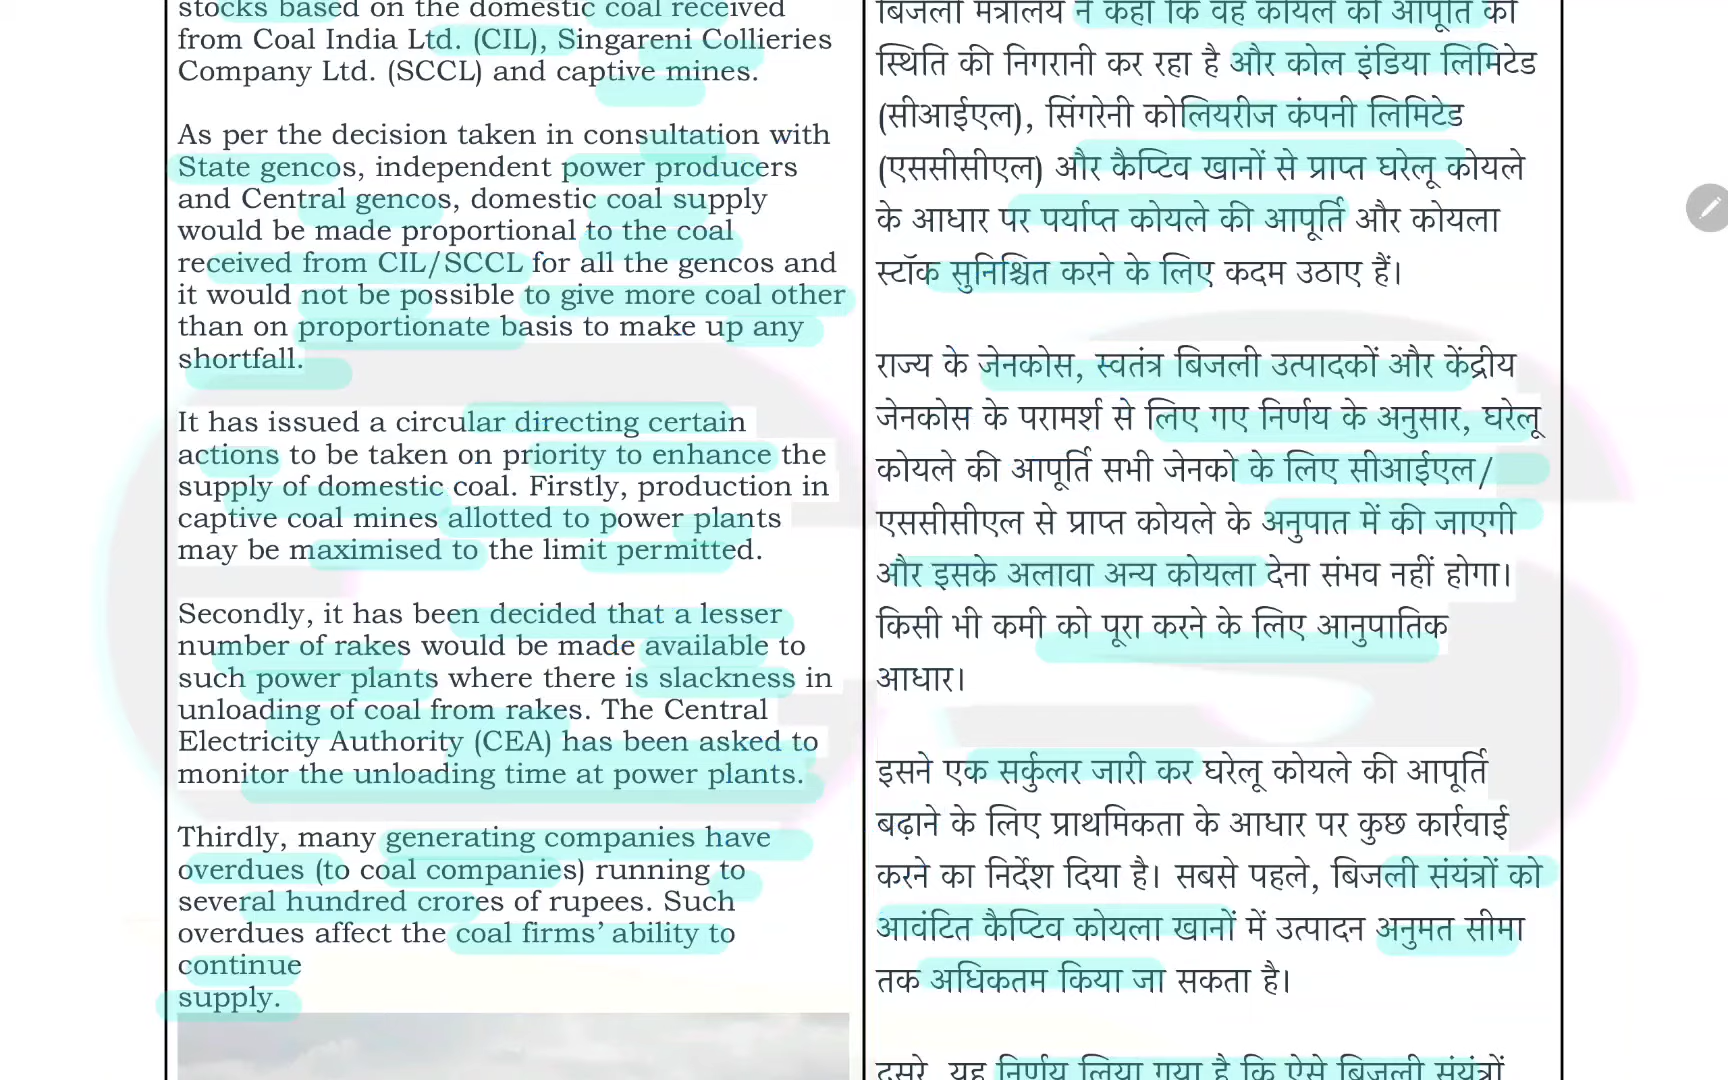 stocks based on the domestic coal received
from Coal India Ltd. (CIL), Singareni Collieries
Company Ltd. (SCCL) and captive mines.
As per the decision taken in consultation with
State gencos, independent power producers
and Central gencos, domestic coal supply
would be made proportional to the coal
received from CIL/SCCL for all the gencos and
it would not be possible to give more coal other
than on proportionate basis to make up any
shortfall.
It has issued a circular directing certain
actions to be taken on priority to enhance the
supply of domestic coal. Firstly, production in
captive coal mines allotted to power plants
may be maximised to the limit permitted.
Secondly, it has been decided that a lesser
number of rakes would be made available to
such power plants where there is slackness in
unloading of coal from rakes. The Central
Electricity Authority (CEA) has been asked to
monitor the unloading time at power plants.
Thirdly, many generating companies have
overdues (to coal companies) running to
several hundred crores of rupees. Such
overdues affect the coal firms’ ability to
continue
supply.
बिजली मंत्रालय ने कहा कि वह कोयले की आपूर्ति की
स्थिति की निगरानी कर रहा है और कोल इंडिया लिमिटेड
(सीआईएल), सिंगरेनी कोलियरीज कंपनी लिमिटेड
(एससीसीएल) और कैप्टिव खानों से प्राप्त घरेलू कोयले
के आधार पर पर्याप्त कोयले की आपूर्ति और कोयला
स्टॉक सुनिश्चित करने के लिए कदम उठाए हैं।
राज्य के जेनकोस, स्वतंत्र बिजली उत्पादकों और केंद्रीय
जेनकोस के परामर्श से लिए गए निर्णय के अनुसार, घरेलू
कोयले की आपूर्ति सभी जेनको के लिए सीआईएल/
एससीसीएल से प्राप्त कोयले के अनुपात में की जाएगी
और इसके अलावा अन्य कोयला देना संभव नहीं होगा।
किसी भी कमी को पूरा करने के लिए आनुपातिक
आधार।
इसने एक सर्कुलर जारी कर घरेलू कोयले की आपूर्ति
बढ़ाने के लिए प्राथमिकता के आधार पर कुछ कार्रवाई
करने का निर्देश दिया है। सबसे पहले, बिजली संयंत्रों को
आवंटित कैप्टिव कोयला खानों में उत्पादन अनुमत सीमा
तक अधिकतम किया जा सकता है।
दूसरे, यह निर्णय लिया गया है कि ऐसे बिजली संयंत्रों